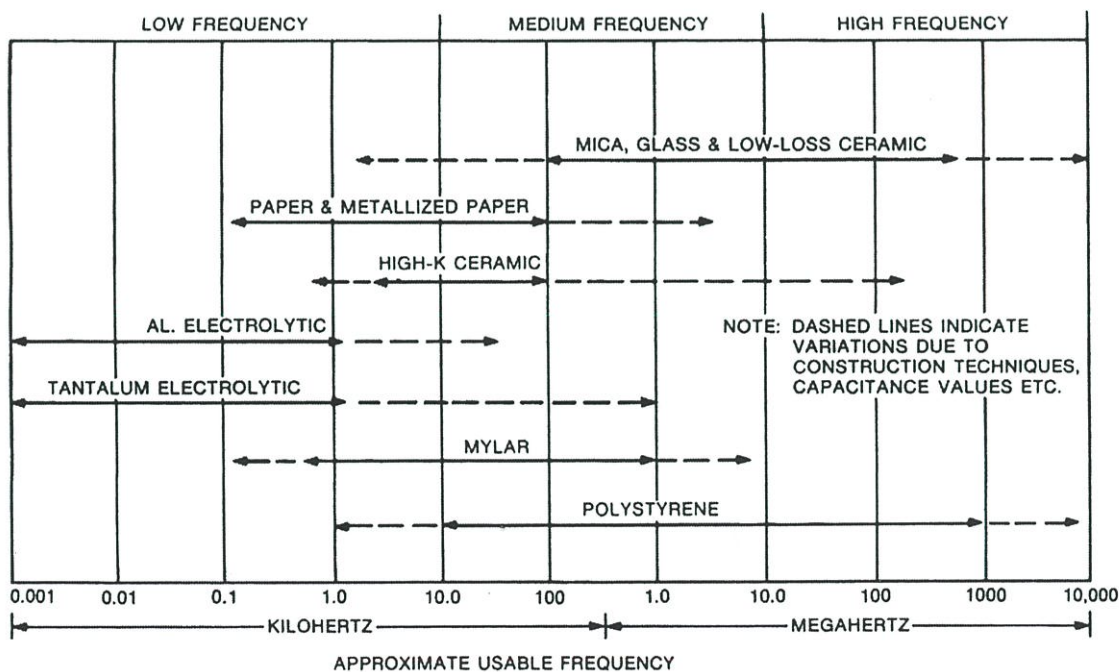 LOW FREQUENCY MEDIUM FREQUENCY HIGH FREQUENCY
MICA, GLASS & LOW-LOSS CERAMIC
PAPER & METALLIZED PAPER
HIGH-K CERAMIC
AL. ELECTROLYTIC
NOTE: DASHED LINES INDICATE
VARIATIONS DUE TO
CONSTRUCTION TECHNIQUES,
CAPACITANCE VALUES ETC.
TANTALUM ELECTROLYTIC
MYLAR
POLYSTYRENE
0.001 0.01 0.1 1.0 10.0 100 1.0 10.0 100 1000 10,000
KILOHERTZ MEGAHERTZ
APPROXIMATE USABLE FREQUENCY